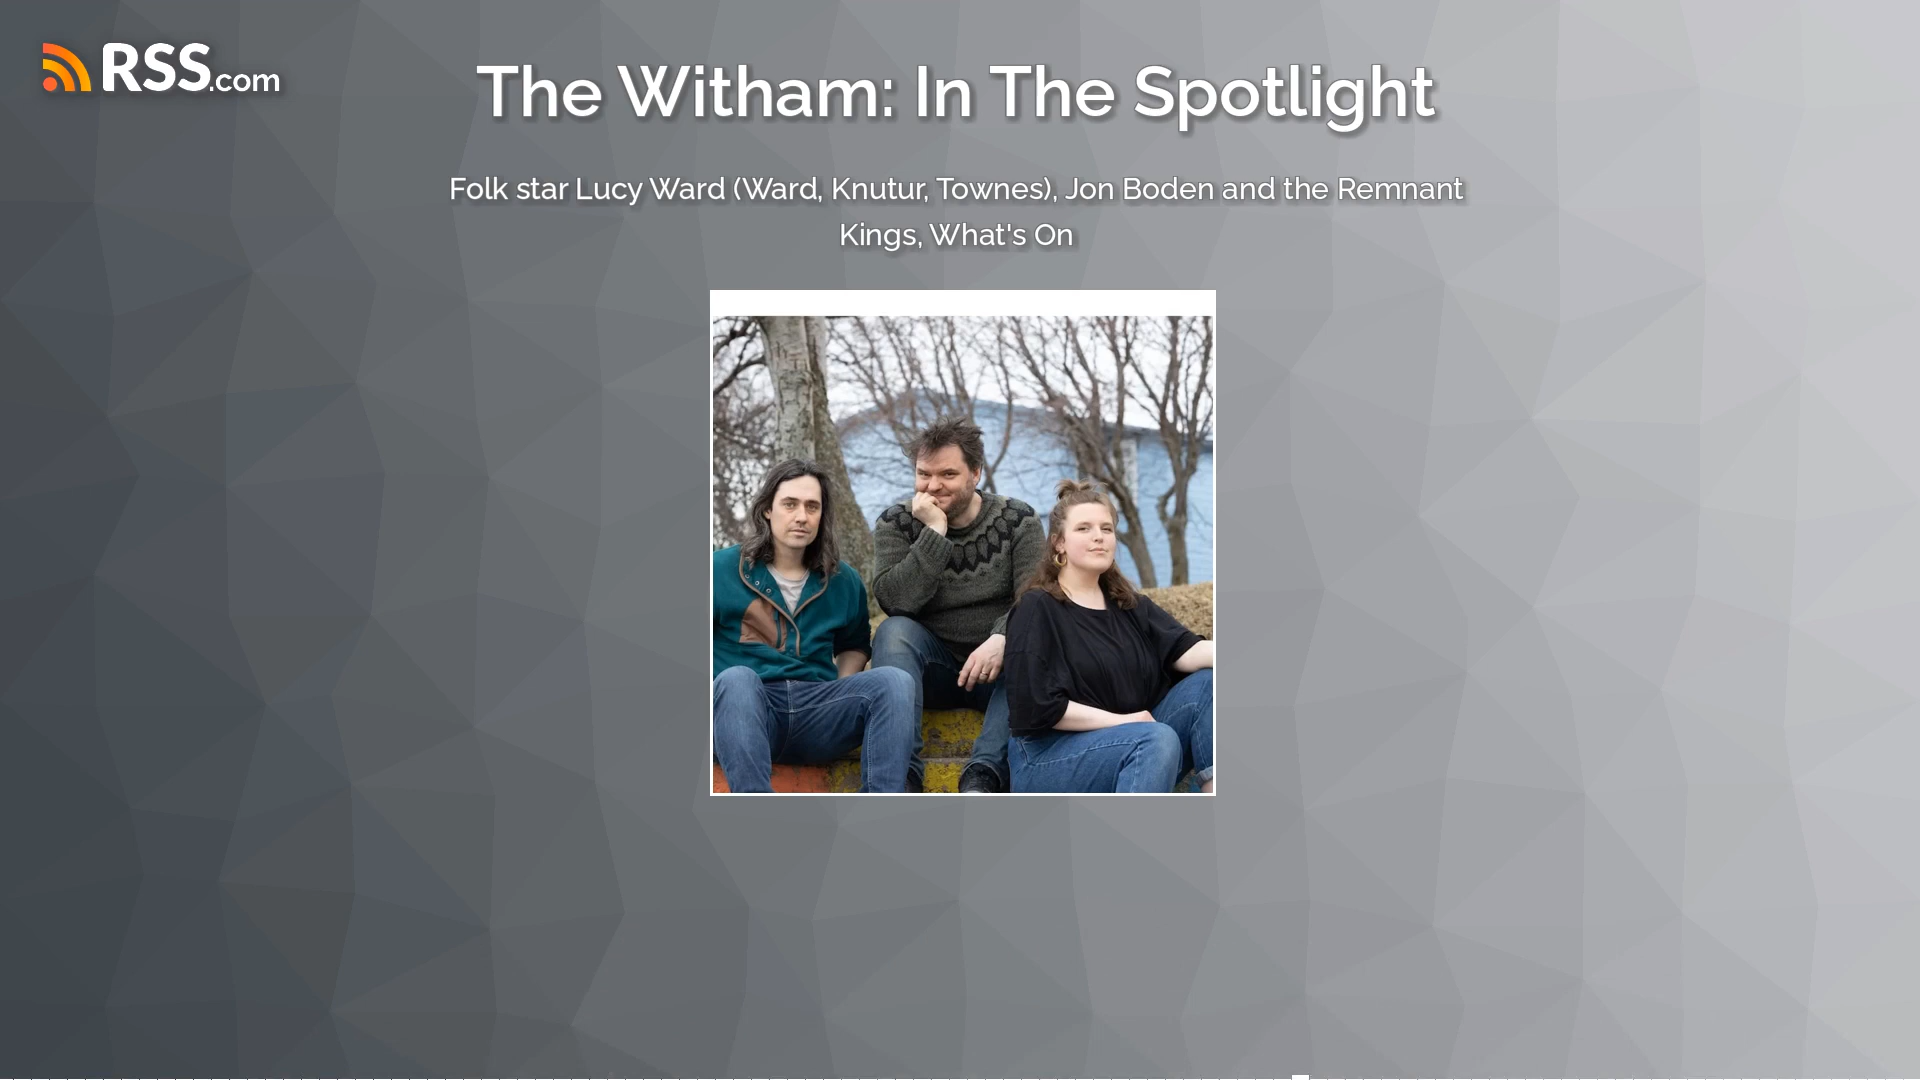 RSS.com
The Witham: In The Spotlight
Folk star Lucy Ward (Ward, Knutur, Townes), Jon Boden and the Remnant
Kings, What's On